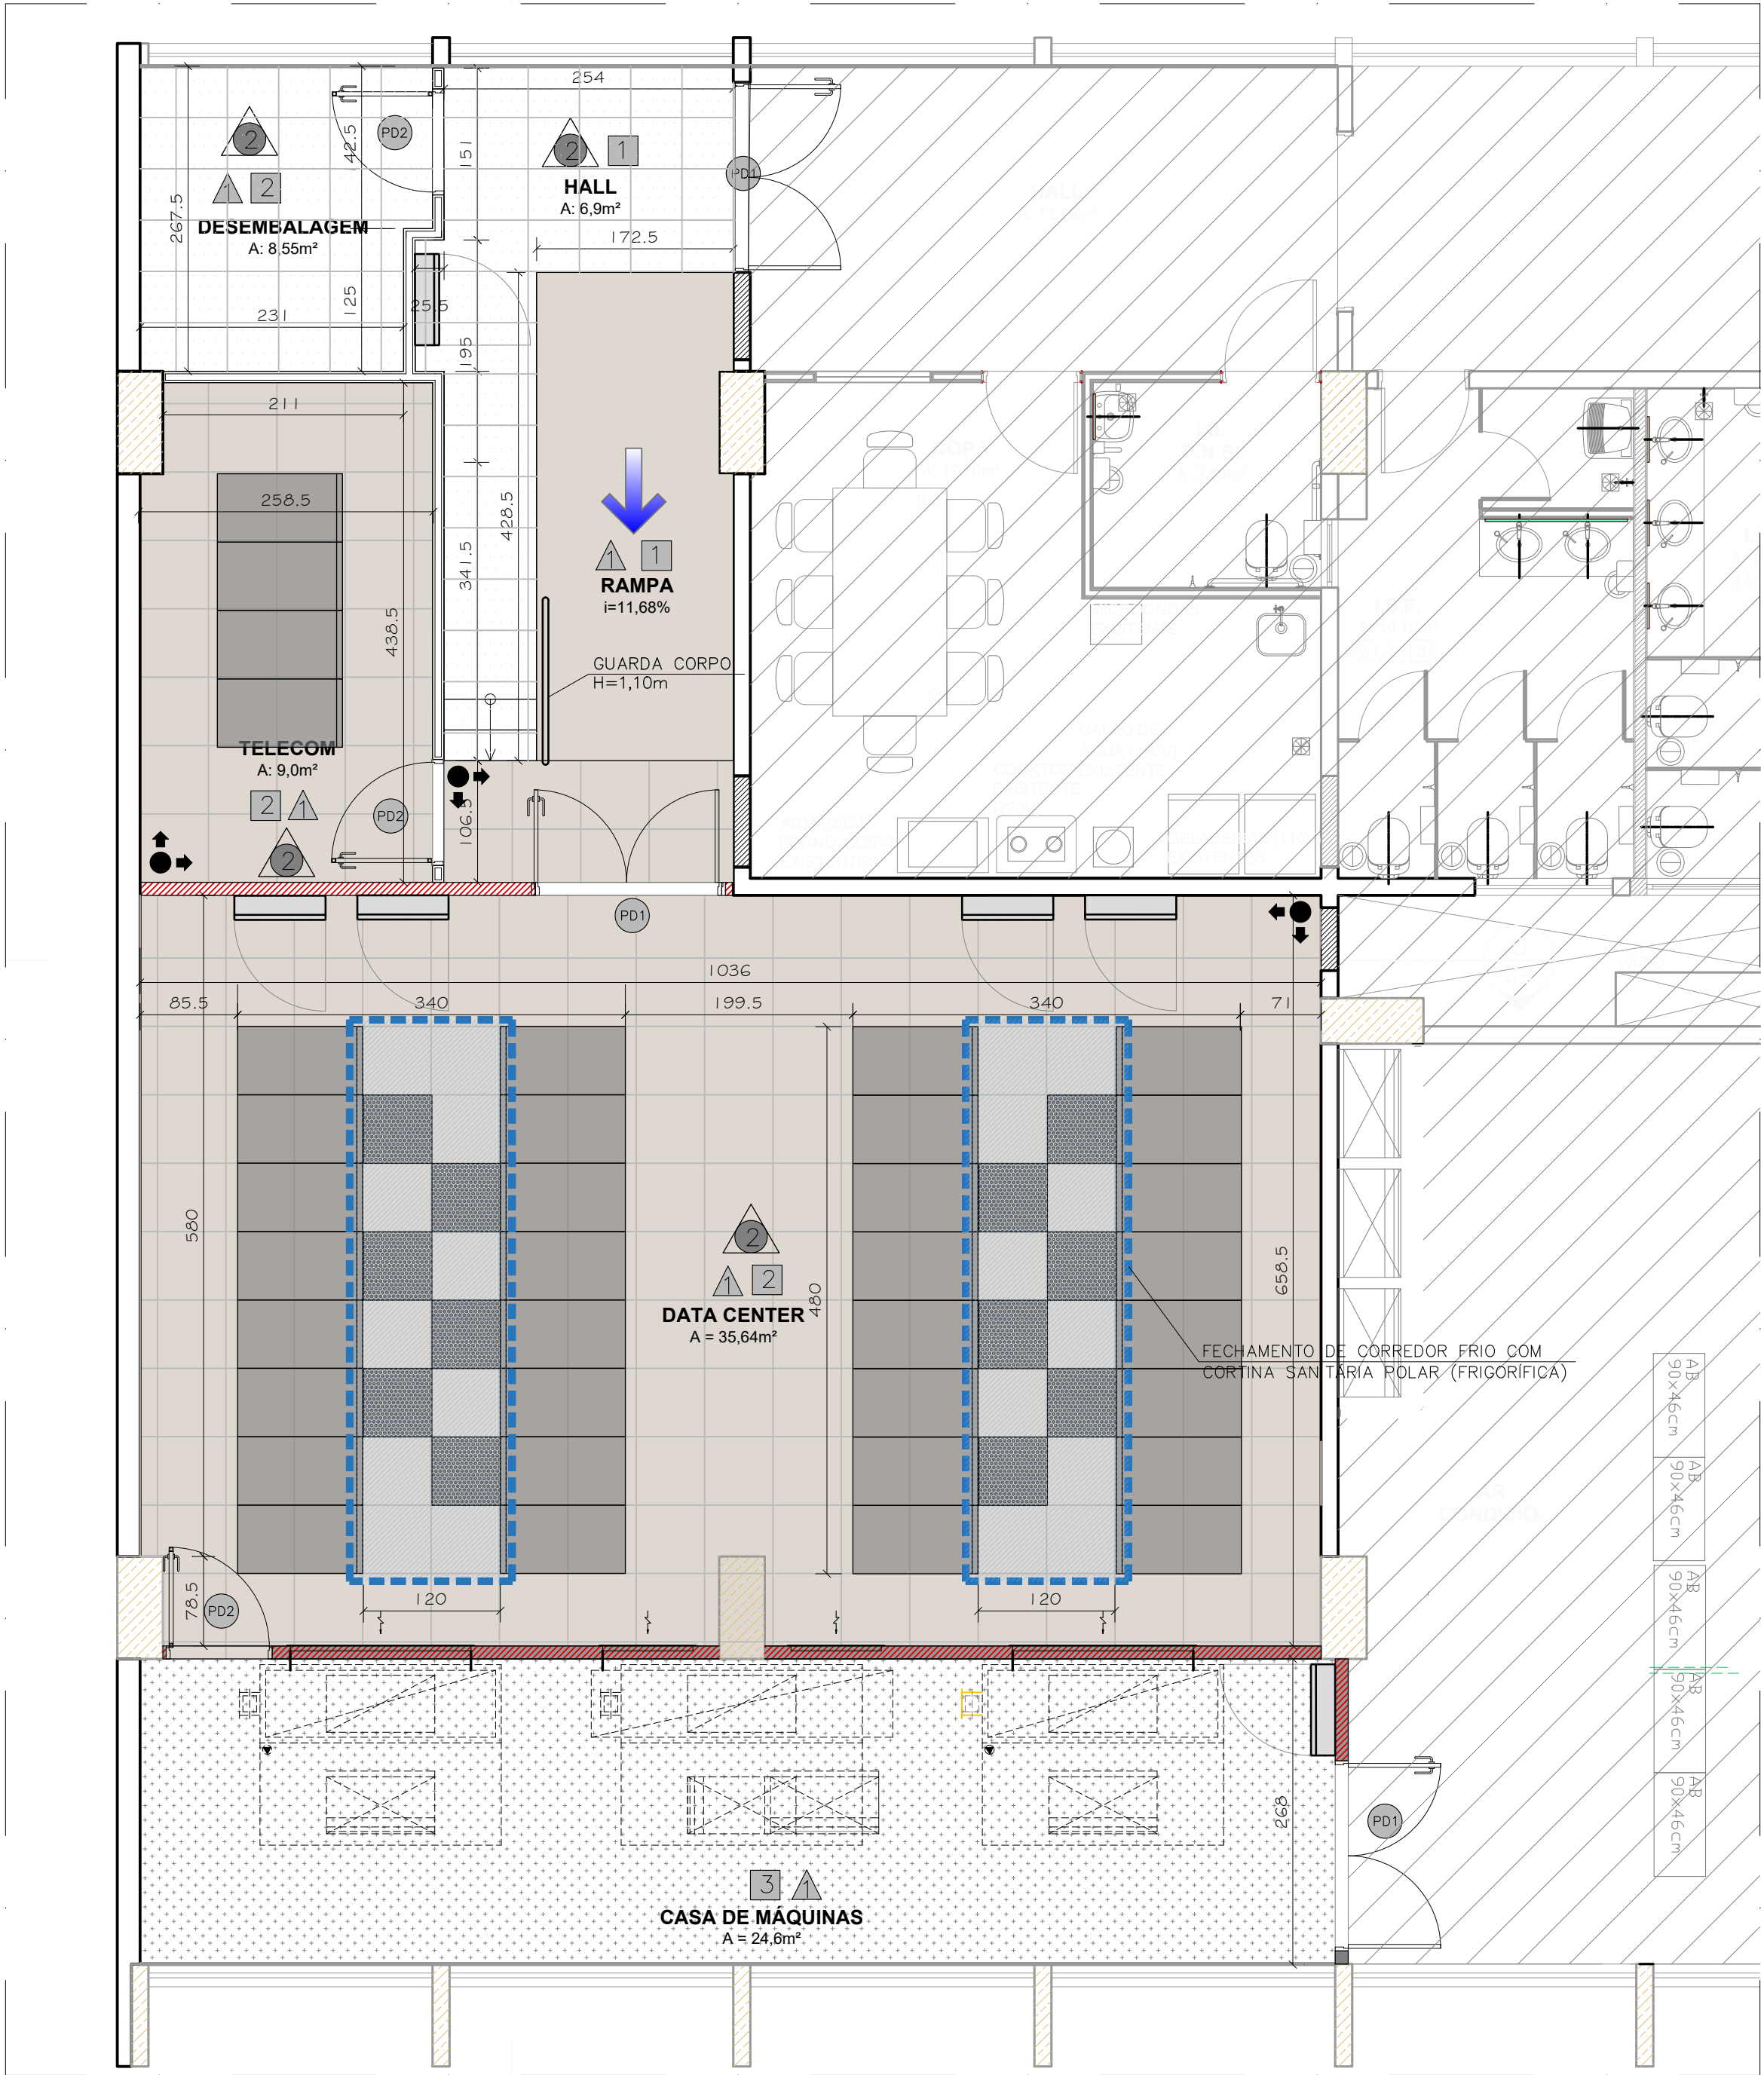 254
2
PD2
42.5
151
2
1
PD1
1
2
HALL
A: 6,9m²
267.5
DESEMBALAGEM
A: 8,55m²
172.5
125
25.5
231
195
211
258.5
428.5
341.5
1
1
RAMPA
i=11,68%
438.5
GUARDA CORPO
H=1,10m
TELECOM
A: 9,0m²
2
1
PD2
106.5
2
PD1
1036
85.5
340
199.5
340
71
580
2
1
2
480
658.5
DATA CENTER
A = 35,64m²
FECHAMENTO DE CORREDOR FRIO COM
CORTINA SANITÁRIA POLAR (FRIGORÍFICA)
AB
90x46cm
AB
90x46cm
AB
90x46cm
AB
90x46cm
AB
90x46cm
78.5
PD2
120
120
268
PD1
3
1
CASA DE MÁQUINAS
A = 24,6m²